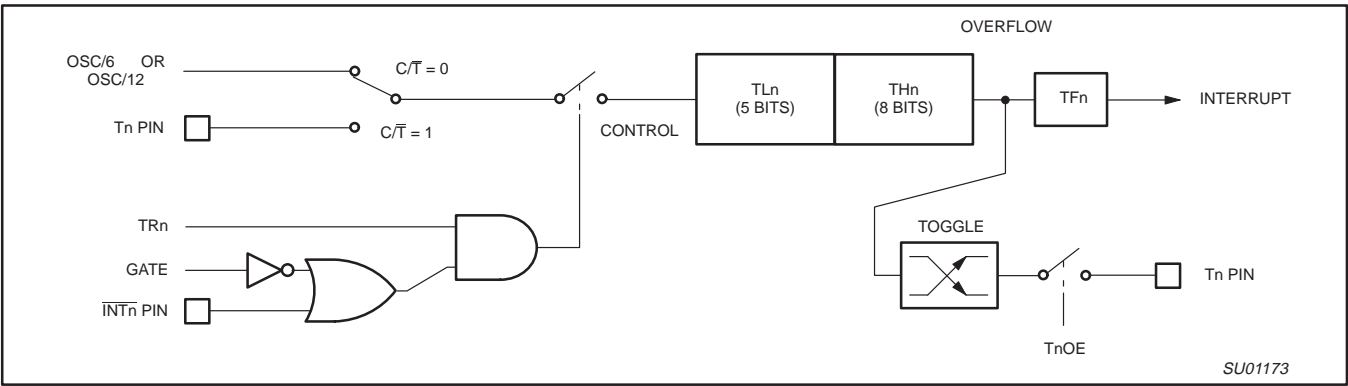 OVERFLOW
OSC/6 OR
OSC/12
C/T̅ = 0
TLn
(5 BITS)
THn
(8 BITS)
TFn
INTERRUPT
Tn PIN
C/T̅ = 1
CONTROL
TRn
TOGGLE
GATE
Tn PIN
I̅N̅T̅n̅ PIN
TnOE
SU01173